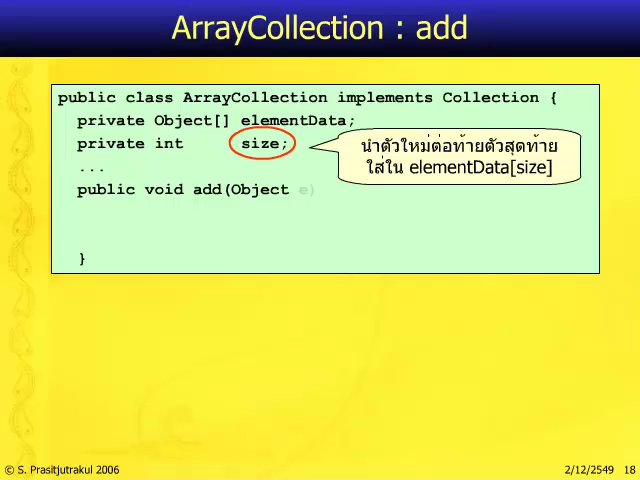 ArrayCollection : add
public class ArrayCollection implements Collection {
private Object[] elementData;
private int size;
นำตัวใหม่ต่อท้ายตัวสุดท้าย
ใส่ใน elementData[size]
...
public void add(Object e)
}
© S. Prasitjutrakul 2006
2/12/2549 18